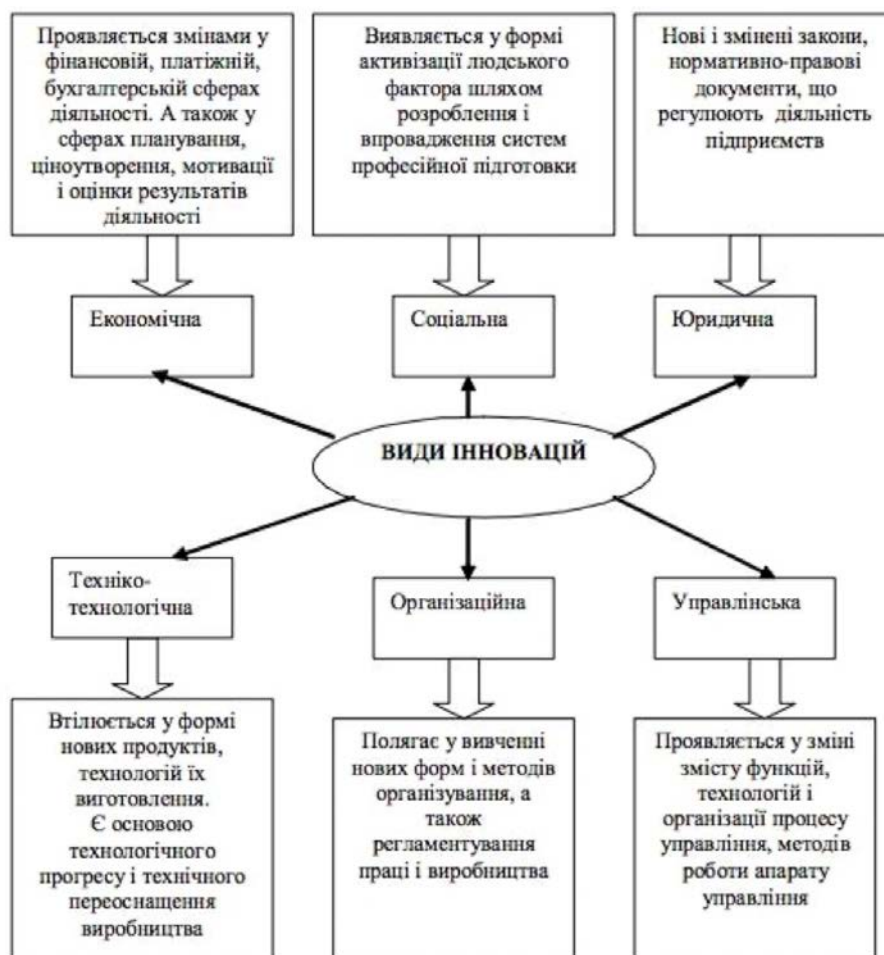 Проявляється змінами у
фінансовій, платіжній,
бухгалтерській сферах
діяльності. А також у
сферах планування,
ціноутворення, мотивації
і оцінки результатів
діяльності
Виявляється у формі
активізації людського
фактора шляхом
розроблення і
впровадження систем
професійної підготовки
Нові і змінені закони,
нормативно-правові
документи, що
регулюють діяльність
підприємств
Економічна
Соціальна
Юридична
ВИДИ ІННОВАЦІЙ
Техніко-
технологічна
Організаційна
Управлінська
Втілюється у формі
нових продуктів,
технологій їх
виготовлення.
Є основою
технологічного
прогресу і технічного
переоснащення
виробництва
Полягає у вивченні
нових форм і методів
організування, а
також
регламентування
праці і виробництва
Проявляється у зміні
змісту функцій,
технологій і
організації процесу
управління, методів
роботи апарату
управління